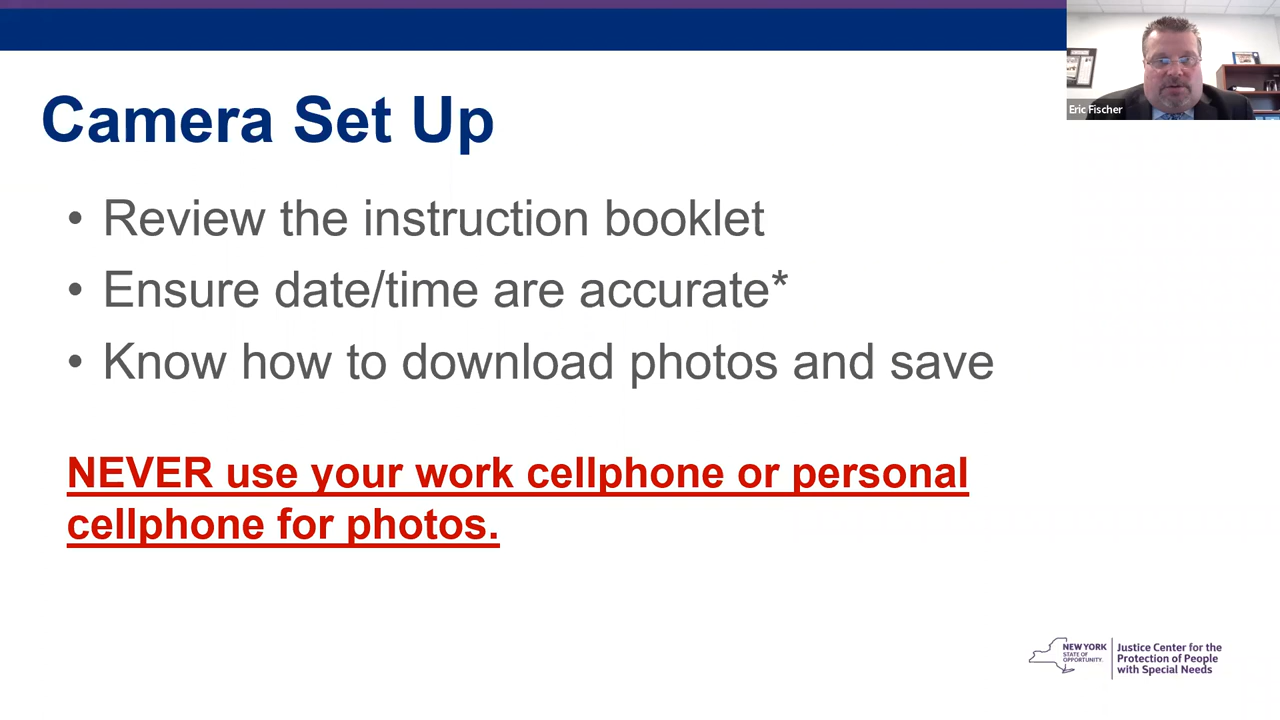 Camera Set Up
• Review the instruction booklet
• Ensure date/time are accurate*
• Know how to download photos and save
NEVER use your work cellphone or personal
cellphone for photos.
Eric Fischer
NEW YORK
STATE OF
OPPORTUNITY.
Justice Center for the
Protection of People
with Special Needs